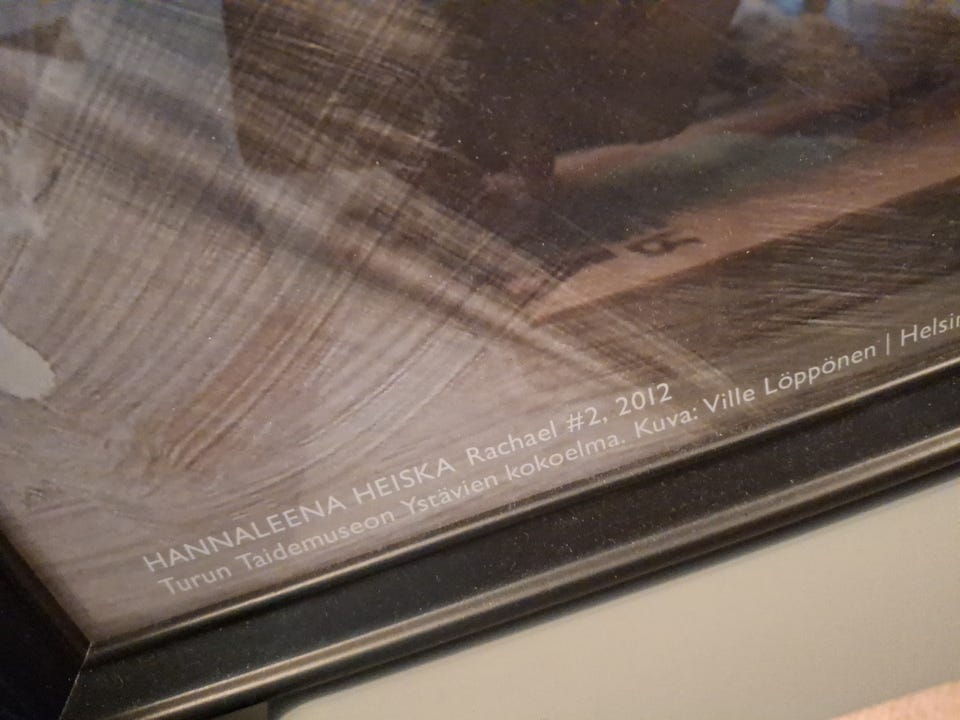 HANNALEENA HEISKA Rachael #2, 2012
Turun Taidemuseon Ystävien kokoelma. Kuva: Ville Löppönen |